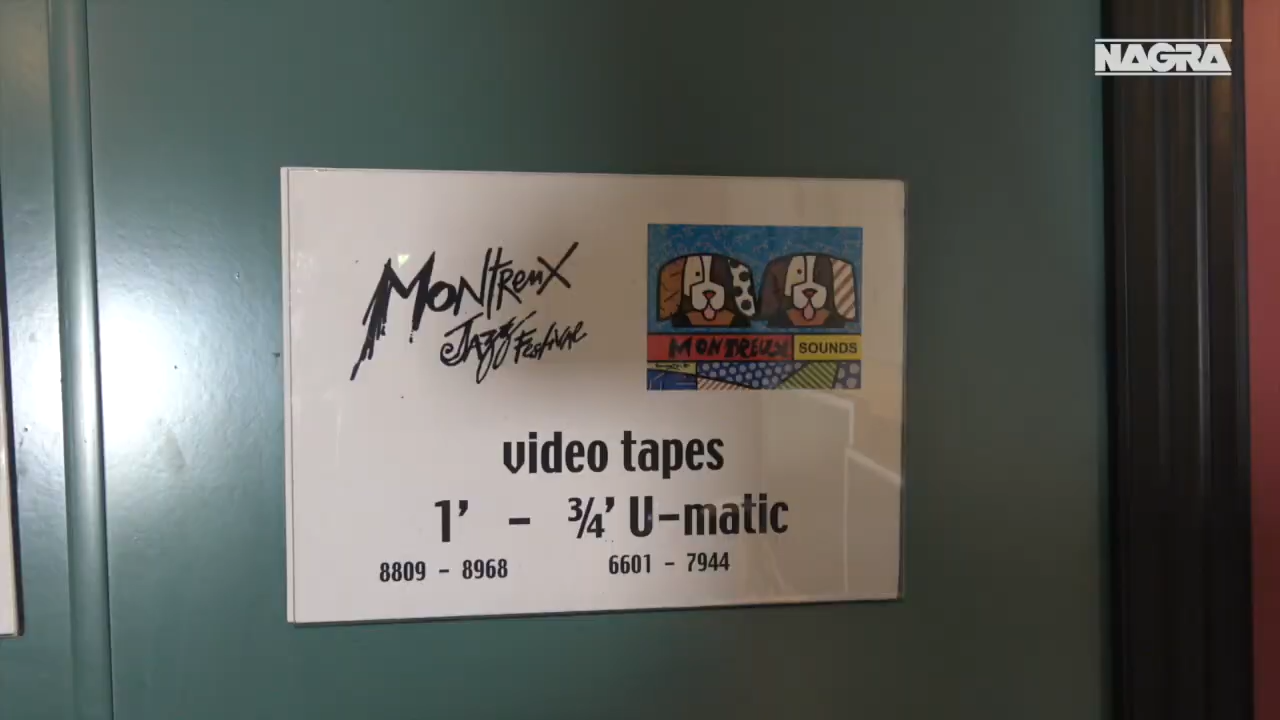 NAGRA
Montreux
Jazz Festival
MONTREUX SOUNDS
video tapes
1' - ¾' U-matic
8809 - 8968 6601 - 7944